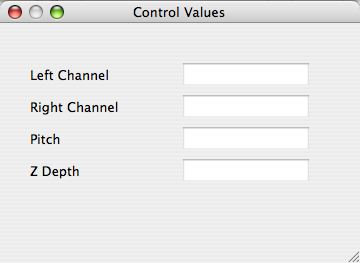 Control Values
Left Channel
Right Channel
Pitch
Z Depth